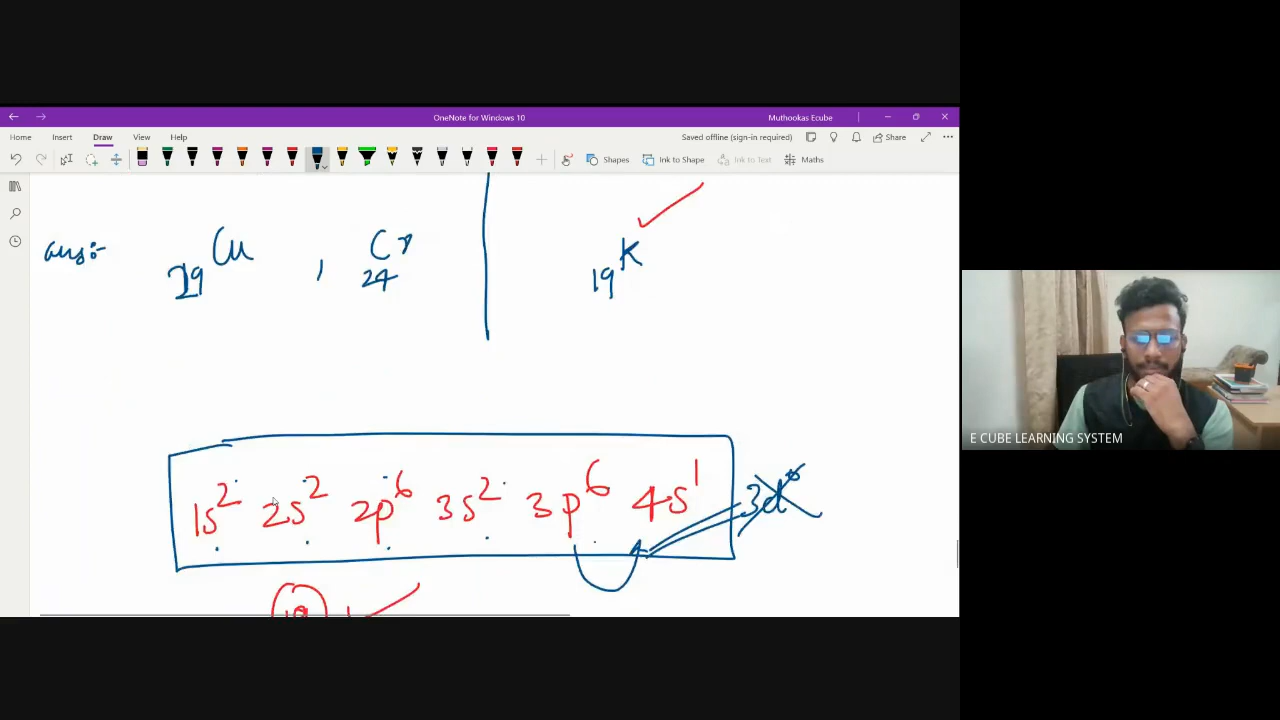 OneNote for Windows 10
Muthookas Ecube
Home Insert Draw View Help
Saved offline (sign-in required)
Share
Shapes
Ink to Shape
Ink to Text
Maths
ans:-
29 Cu , Cr 24
19 K
1s² 2s² 2p⁶ 3s² 3p⁶ 4s¹ 3d⁰
19
E CUBE LEARNING SYSTEM